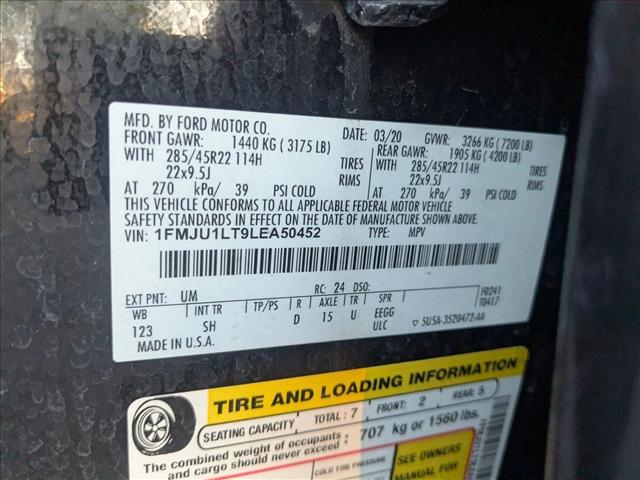 MFD. BY FORD MOTOR CO.
DATE: 03/20 GVWR: 3266 KG (7200 LB)
FRONT GAWR: 1440 KG (3175 LB) REAR GAWR: 1905 KG (4200 LB)
WITH 285/45R22 114H TIRES WITH 285/45R22 114H TIRES
22x9.5J RIMS 22x9.5J RIMS
AT 270 kPa/ 39 PSI COLD AT 270 kPa/ 39 PSI COLD
THIS VEHICLE CONFORMS TO ALL APPLICABLE FEDERAL MOTOR VEHICLE
SAFETY STANDARDS IN EFFECT ON THE DATE OF MANUFACTURE SHOWN ABOVE.
VIN: 1FMJU1LT9LEA50452 TYPE: MPV
EXT PNT: UM RC: 24 DSO: F0241
WB INT TR TP/PS R AXLE TR SPR T0417
123 SH D 15 U EEGG
ULC ▽ 5U5A-3520472-AA
MADE IN U.S.A.
TIRE AND LOADING INFORMATION
SEATING CAPACITY TOTAL: 7 FRONT: 2 REAR: 5
The combined weight of occupants
and cargo should never exceed: 707 kg or 1560 lbs.
COLD TIRE PRESSURE
SEE OWNERS
MANUAL FOR